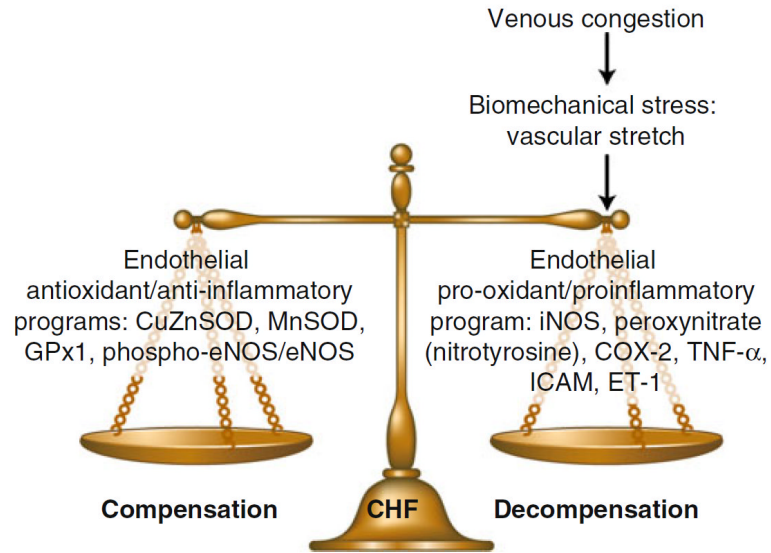 Venous congestion
Biomechanical stress:
vascular stretch
Endothelial
antioxidant/anti-inflammatory
programs: CuZnSOD, MnSOD,
GPx1, phospho-eNOS/eNOS
Endothelial
pro-oxidant/proinflammatory
program: iNOS, peroxynitrate
(nitrotyrosine), COX-2, TNF-α,
ICAM, ET-1
Compensation
CHF
Decompensation